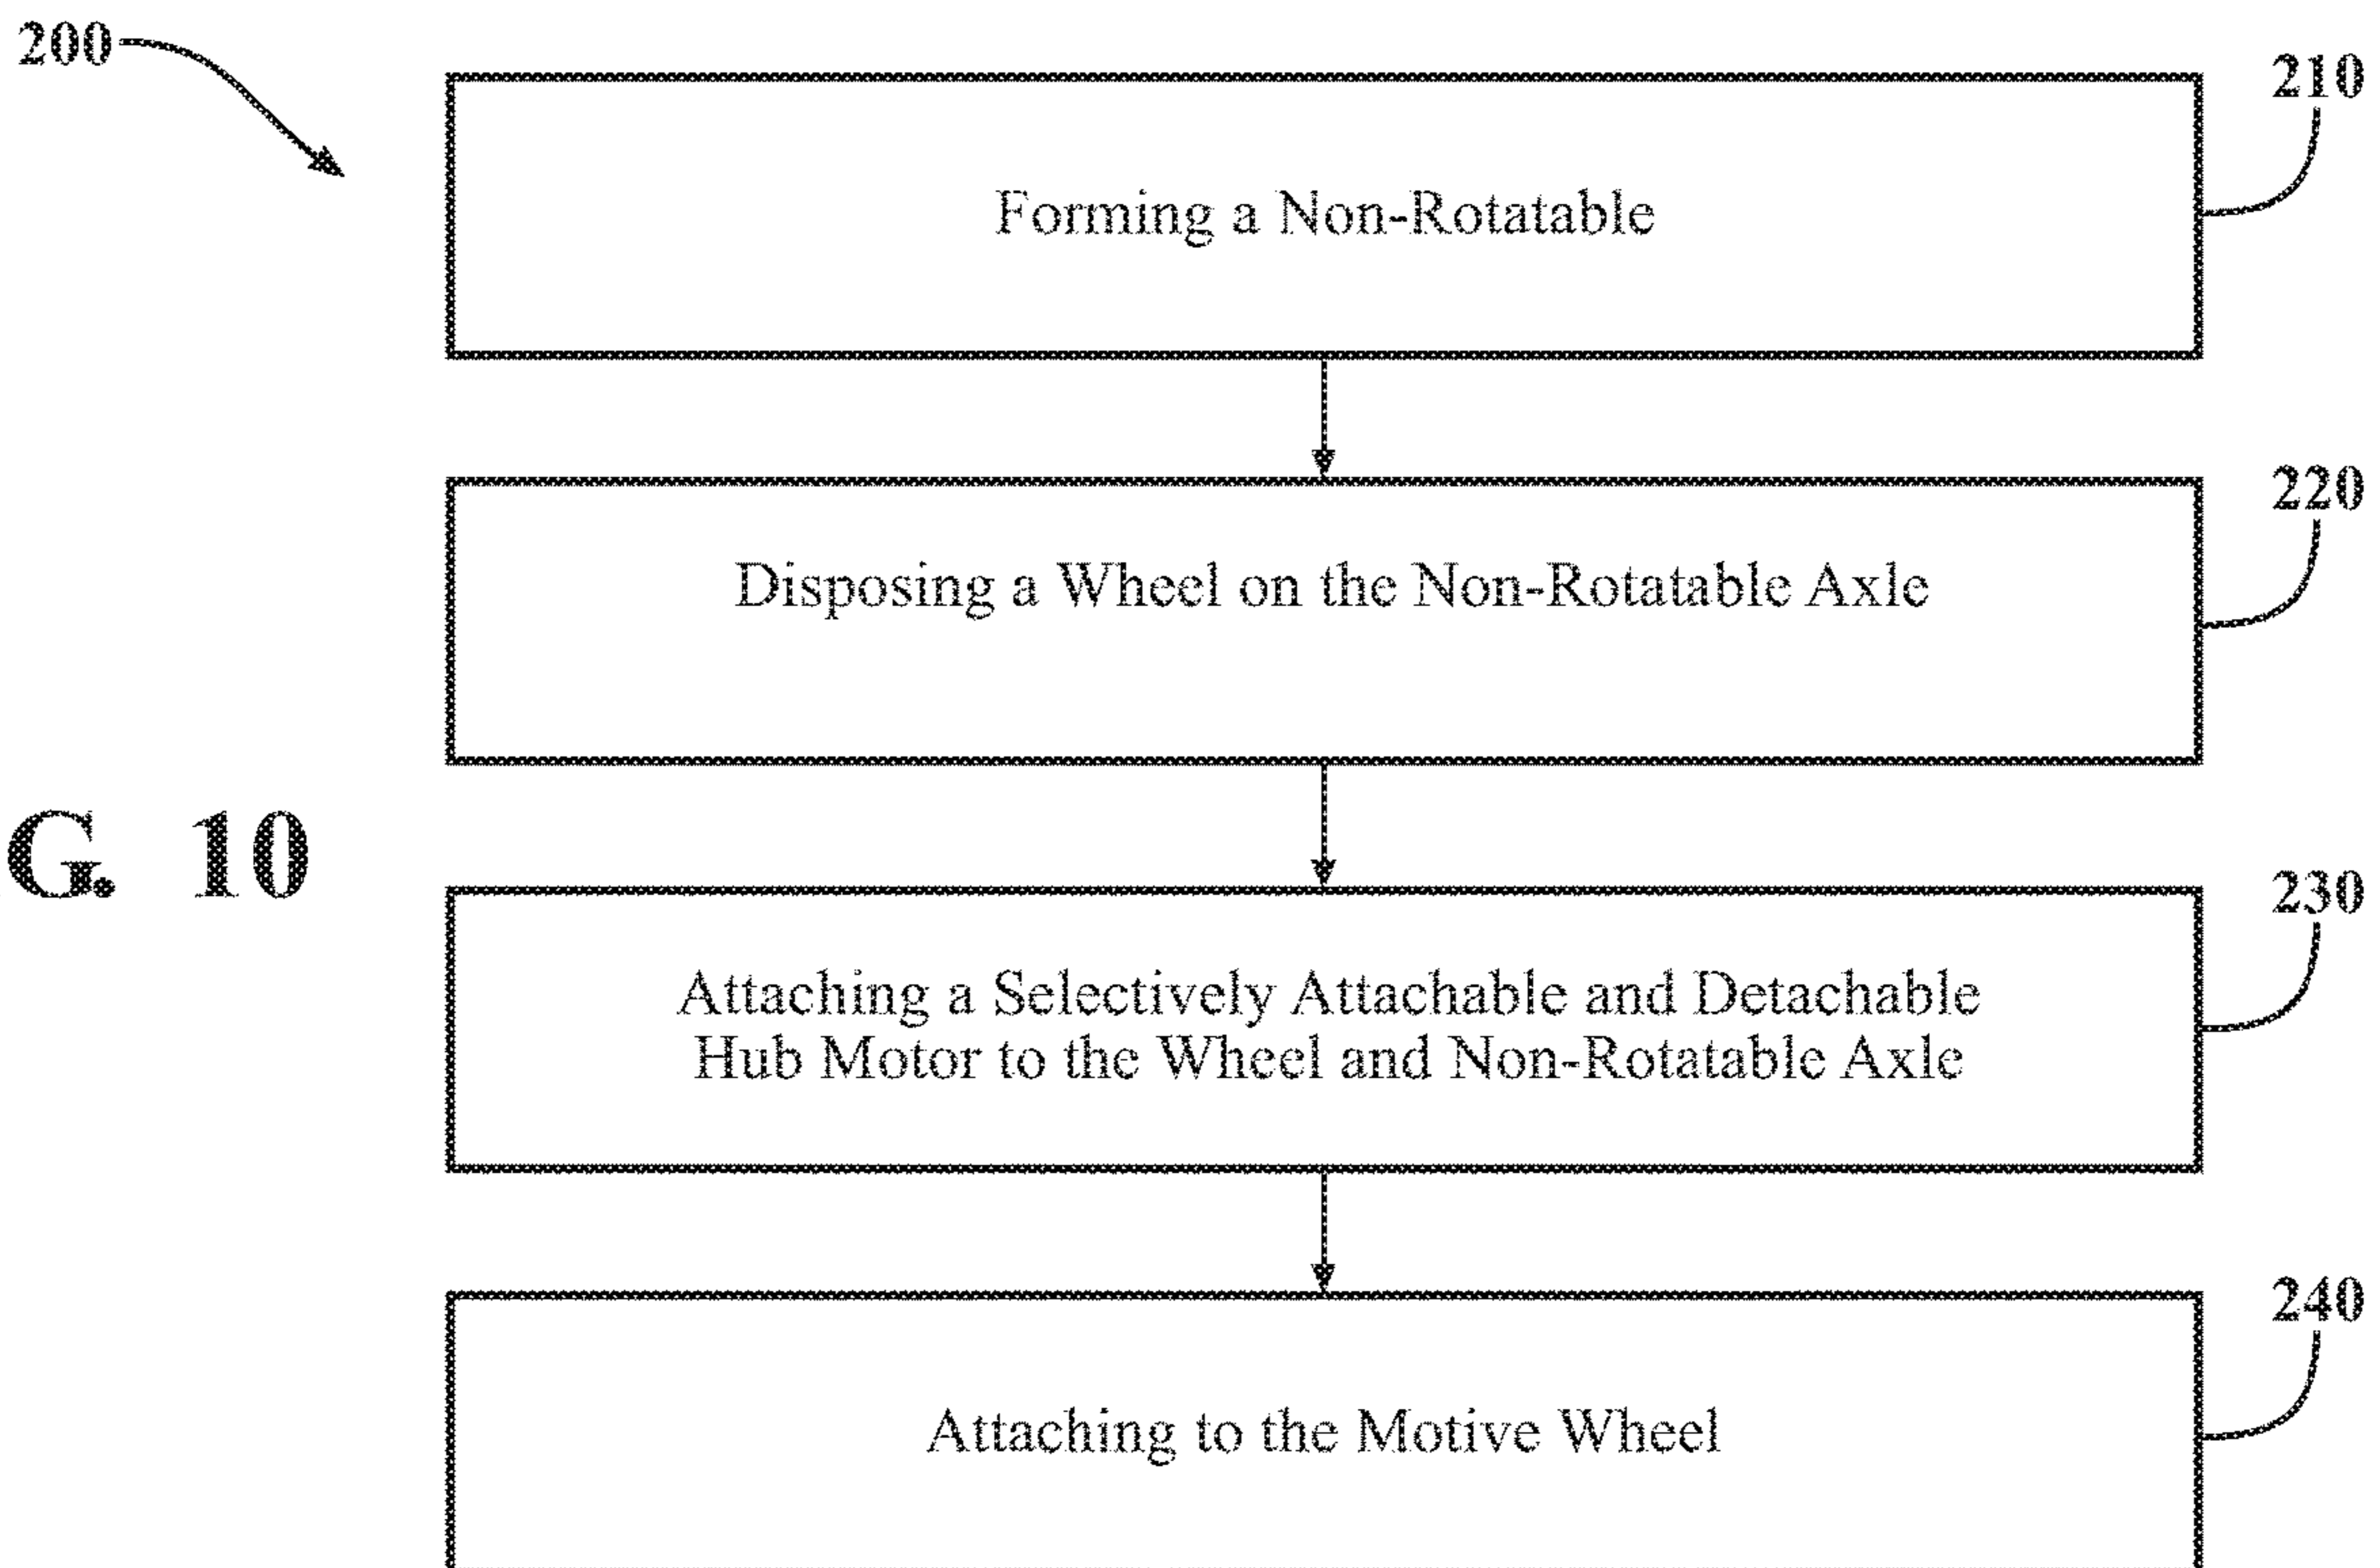 200
210
Forming a Non-Rotatable
220
Disposing a Wheel on the Non-Rotatable Axle
G. 10
230
Attaching a Selectively Attachable and Detachable
Hub Motor to the Wheel and Non-Rotatable Axle
240
Attaching to the Motive Wheel